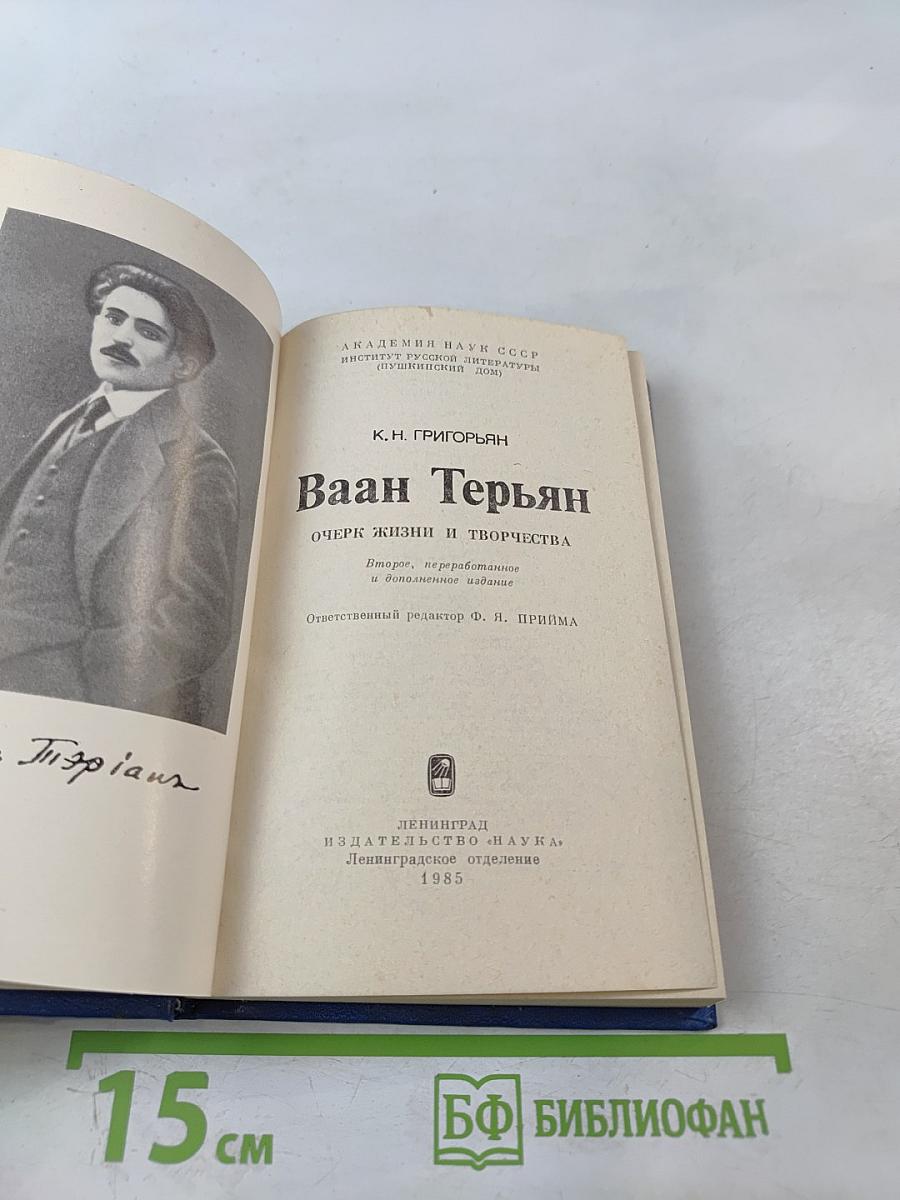 Тэріанъ
АКАДЕМИЯ НАУК СССР
ИНСТИТУТ РУССКОЙ ЛИТЕРАТУРЫ
(ПУШКИНСКИЙ ДОМ)
К. Н. ГРИГОРЬЯН
Ваан Терьян
ОЧЕРК ЖИЗНИ И ТВОРЧЕСТВА
Второе, переработанное
и дополненное издание
Ответственный редактор Ф. Я. ПРИЙМА
ЛЕНИНГРАД
ИЗДАТЕЛЬСТВО «НАУКА»
Ленинградское отделение
1985
15 см
БФ БИБЛИОФАН